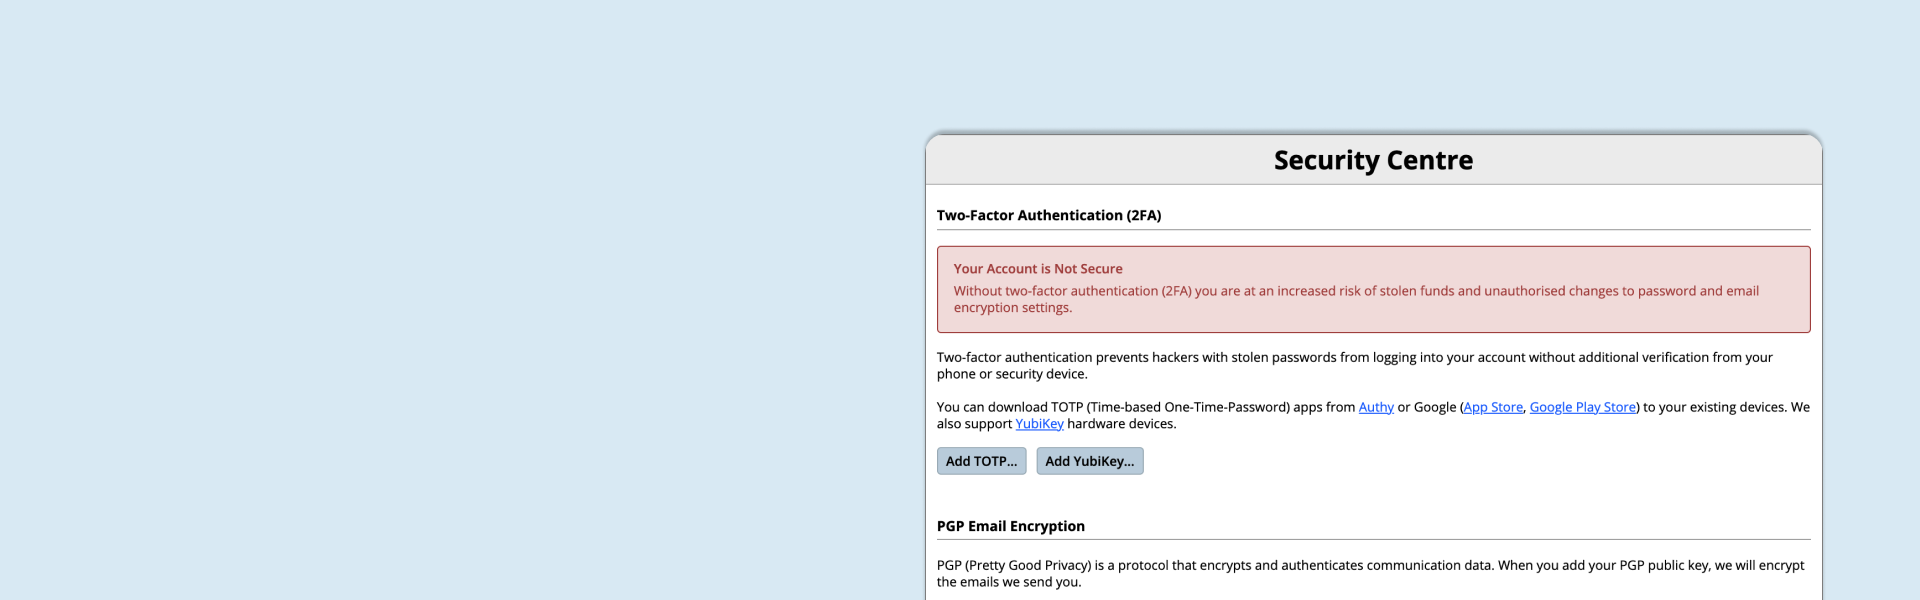 Security Centre
Two-Factor Authentication (2FA)
Your Account is Not Secure
Without two-factor authentication (2FA) you are at an increased risk of stolen funds and unauthorised changes to password and email
encryption settings.
Two-factor authentication prevents hackers with stolen passwords from logging into your account without additional verification from your
phone or security device.
You can download TOTP (Time-based One-Time-Password) apps from Authy or Google (App Store, Google Play Store) to your existing devices. We
also support YubiKey hardware devices.
Add TOTP... Add YubiKey...
PGP Email Encryption
PGP (Pretty Good Privacy) is a protocol that encrypts and authenticates communication data. When you add your PGP public key, we will encrypt
the emails we send you.